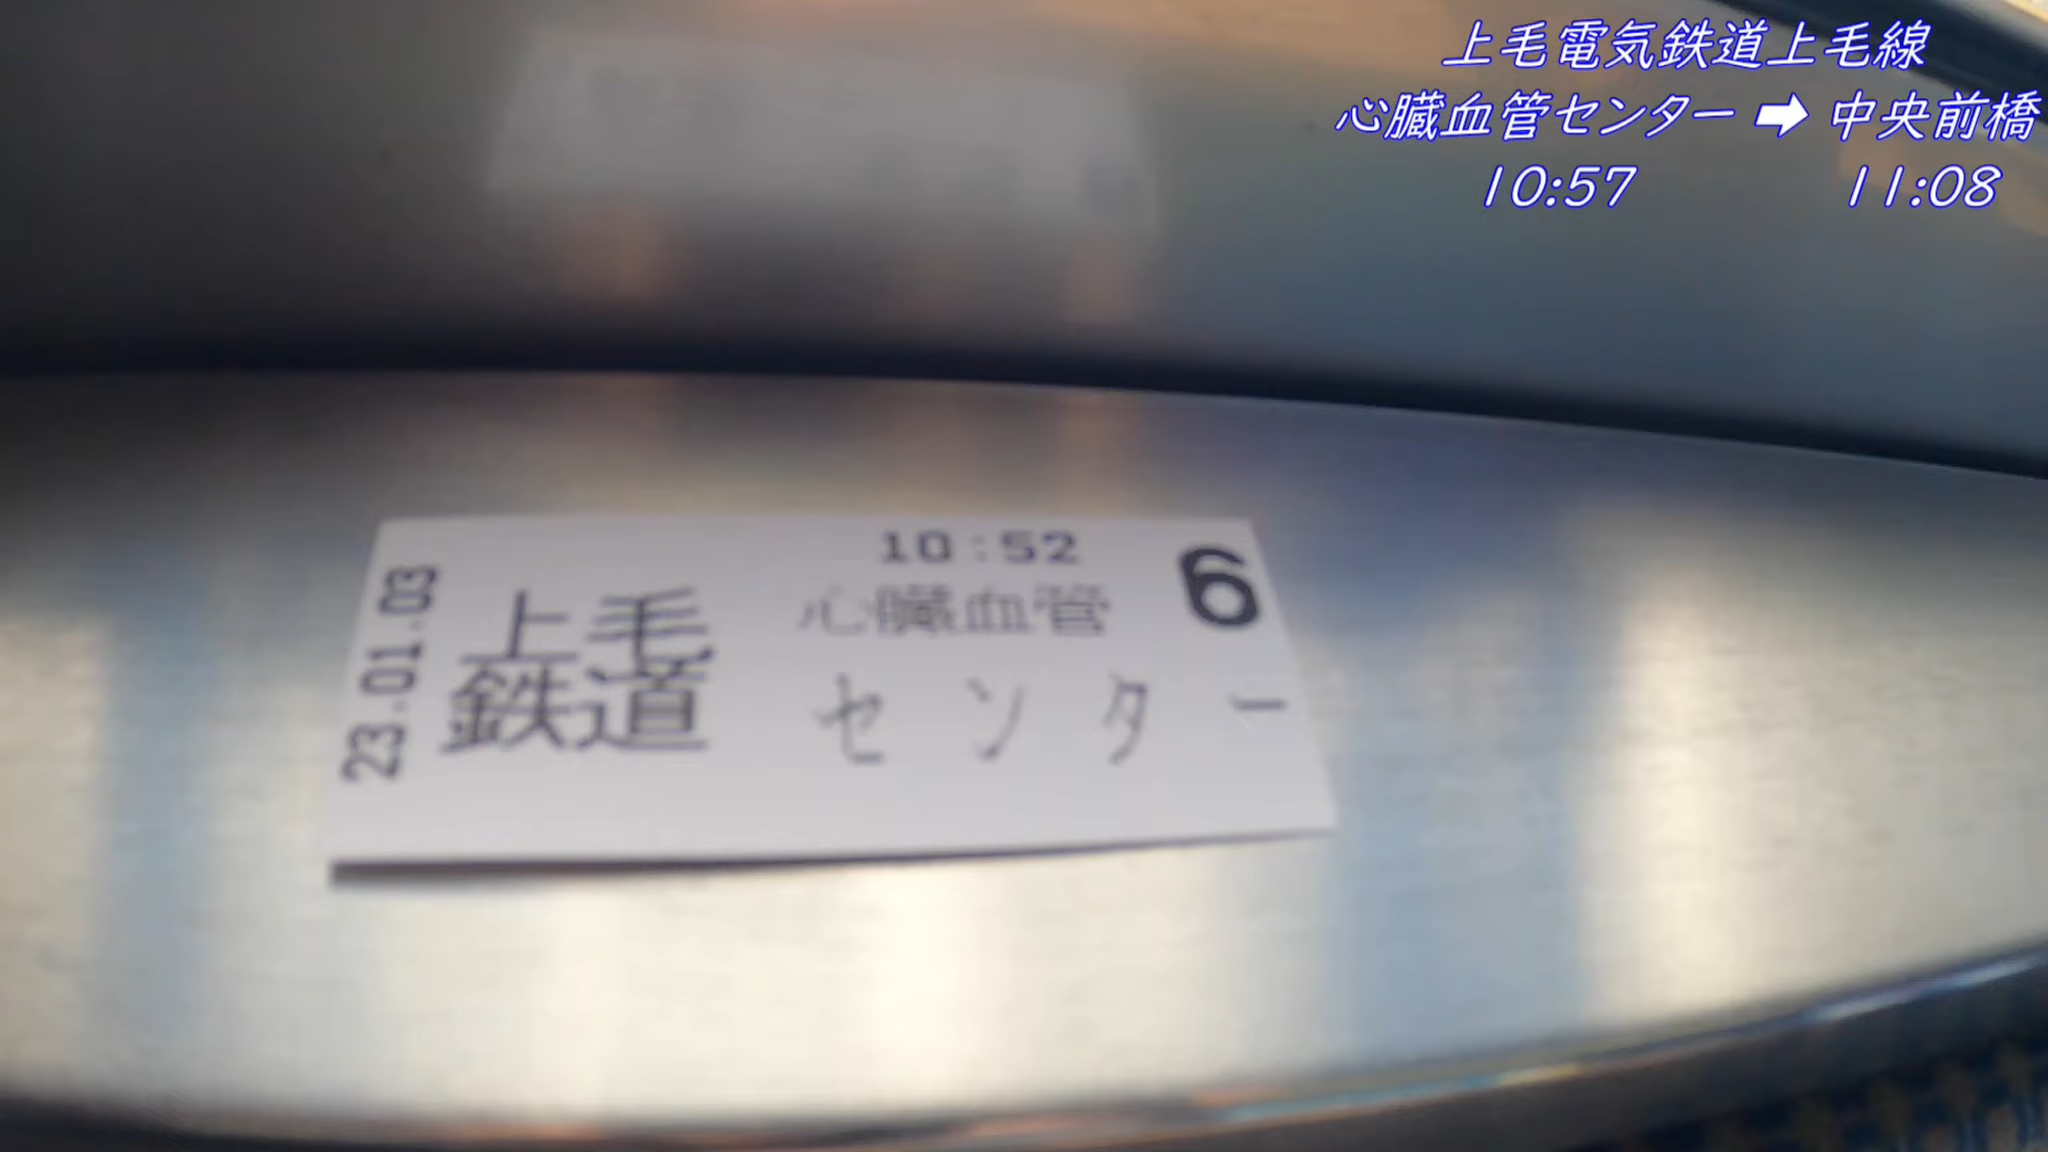 上毛電気鉄道上毛線
心臓血管センター ➡ 中央前橋
10:57 11:08
23.01.03
上毛
鉄道
10:52
心臓血管
センター
6